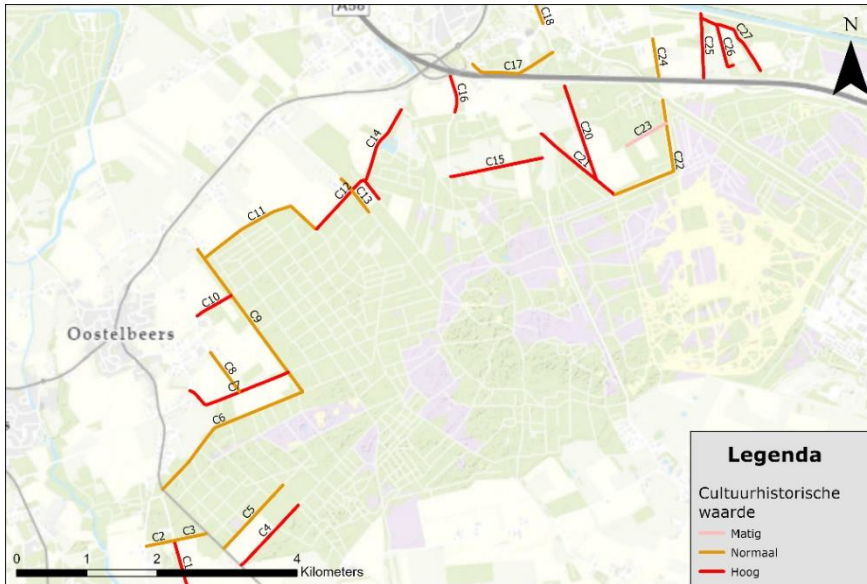 A58
C18
C17
C24
C25
C26
C27
N
C16
C14
C20
C23
C15
C21
C22
C12
C13
C11
C10
C9
Oostelbeers
C8
C7
C6
C5
C4
C2
C3
C1
0 1 2 4
Kilometers
Legenda
Cultuurhistorische
waarde
Matig
Normaal
Hoog